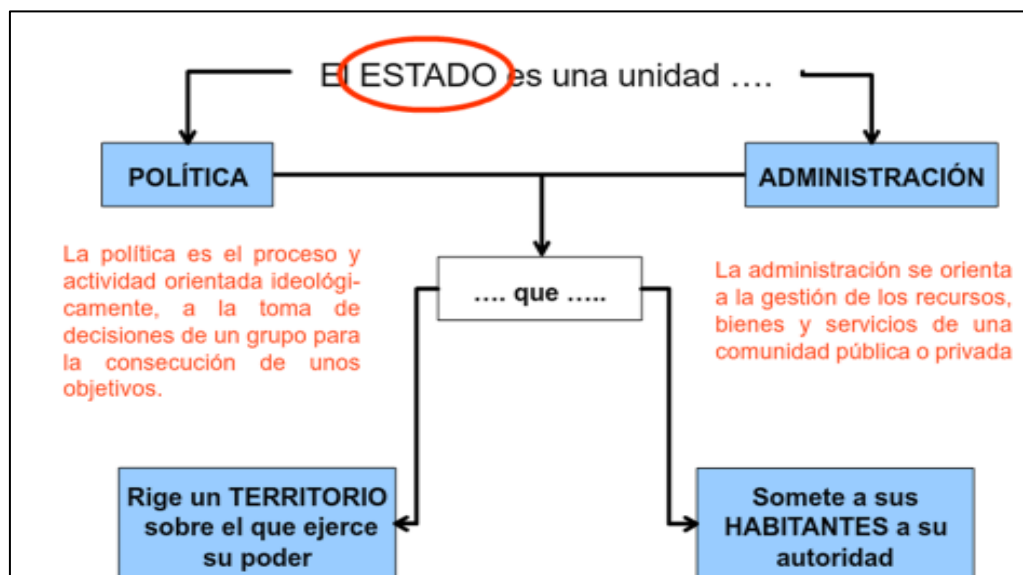 El ESTADO es una unidad ....
POLÍTICA
ADMINISTRACIÓN
La política es el proceso y
actividad orientada ideológi-
camente, a la toma de
decisiones de un grupo para
la consecución de unos
objetivos.
.... que .....
La administración se orienta
a la gestión de los recursos,
bienes y servicios de una
comunidad pública o privada
Rige un TERRITORIO
sobre el que ejerce
su poder
Somete a sus
HABITANTES a su
autoridad